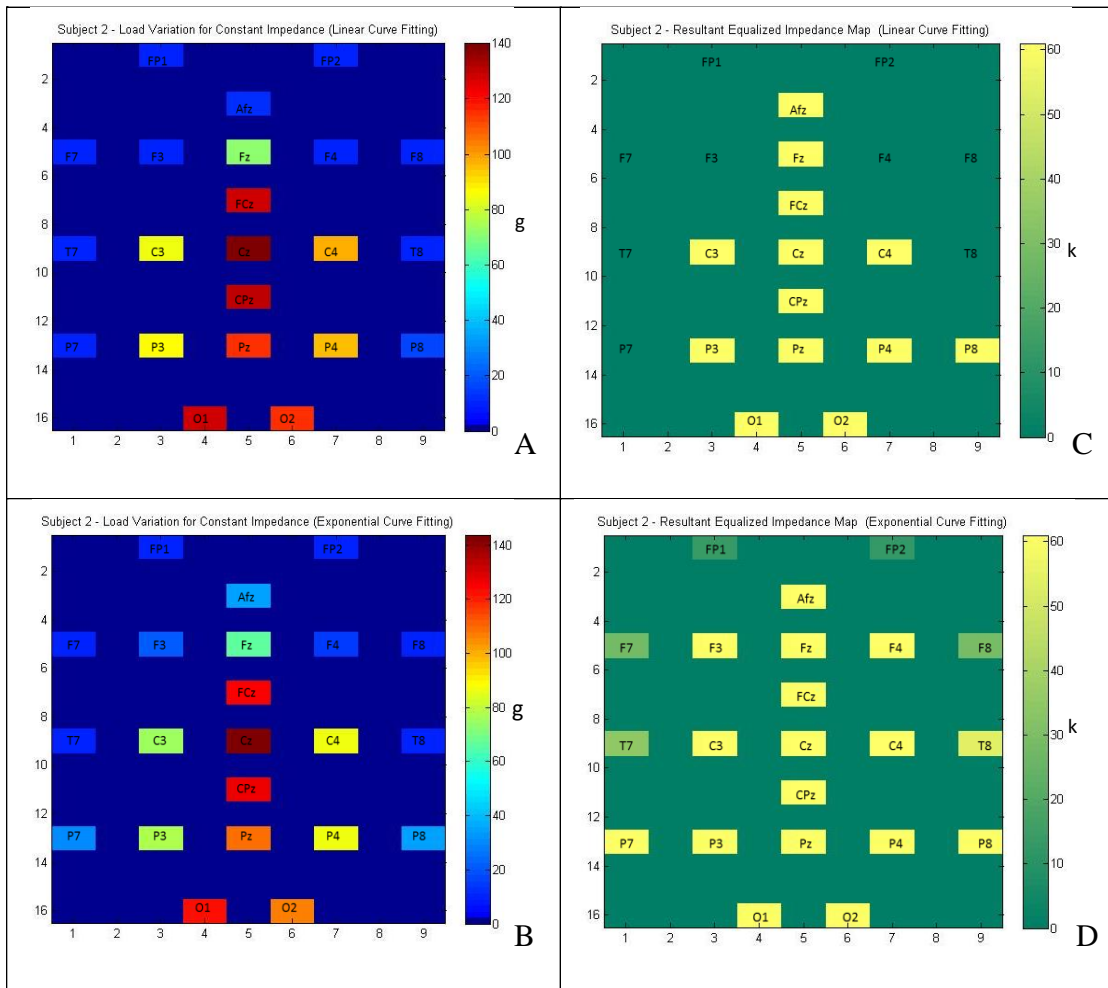 Subject 2 - Load Variation for Constant Impedance (Linear Curve Fitting)
FP1 FP2
Afz
F7 F3 Fz F4 F8
FCz
T7 C3 Cz C4 T8
CPz
P7 P3 Pz P4 P8
O1 O2
2
4
6
8
10
12
14
16
1 2 3 4 5 6 7 8 9
140
120
100
80
60
40
20
0
g
A
Subject 2 - Resultant Equalized Impedance Map (Linear Curve Fitting)
FP1 FP2
Afz
F7 F3 Fz F4 F8
FCz
T7 C3 Cz C4 T8
CPz
P7 P3 Pz P4 P8
O1 O2
2
4
6
8
10
12
14
16
1 2 3 4 5 6 7 8 9
60
50
40
30
20
10
0
k
C
Subject 2 - Load Variation for Constant Impedance (Exponential Curve Fitting)
FP1 FP2
Afz
F7 F3 Fz F4 F8
FCz
T7 C3 Cz C4 T8
CPz
P7 P3 Pz P4 P8
O1 O2
2
4
6
8
10
12
14
16
1 2 3 4 5 6 7 8 9
140
120
100
80
60
40
20
0
g
B
Subject 2 - Resultant Equalized Impedance Map (Exponential Curve Fitting)
FP1 FP2
Afz
F7 F3 Fz F4 F8
FCz
T7 C3 Cz C4 T8
CPz
P7 P3 Pz P4 P8
O1 O2
2
4
6
8
10
12
14
16
1 2 3 4 5 6 7 8 9
60
50
40
30
20
10
0
k
D